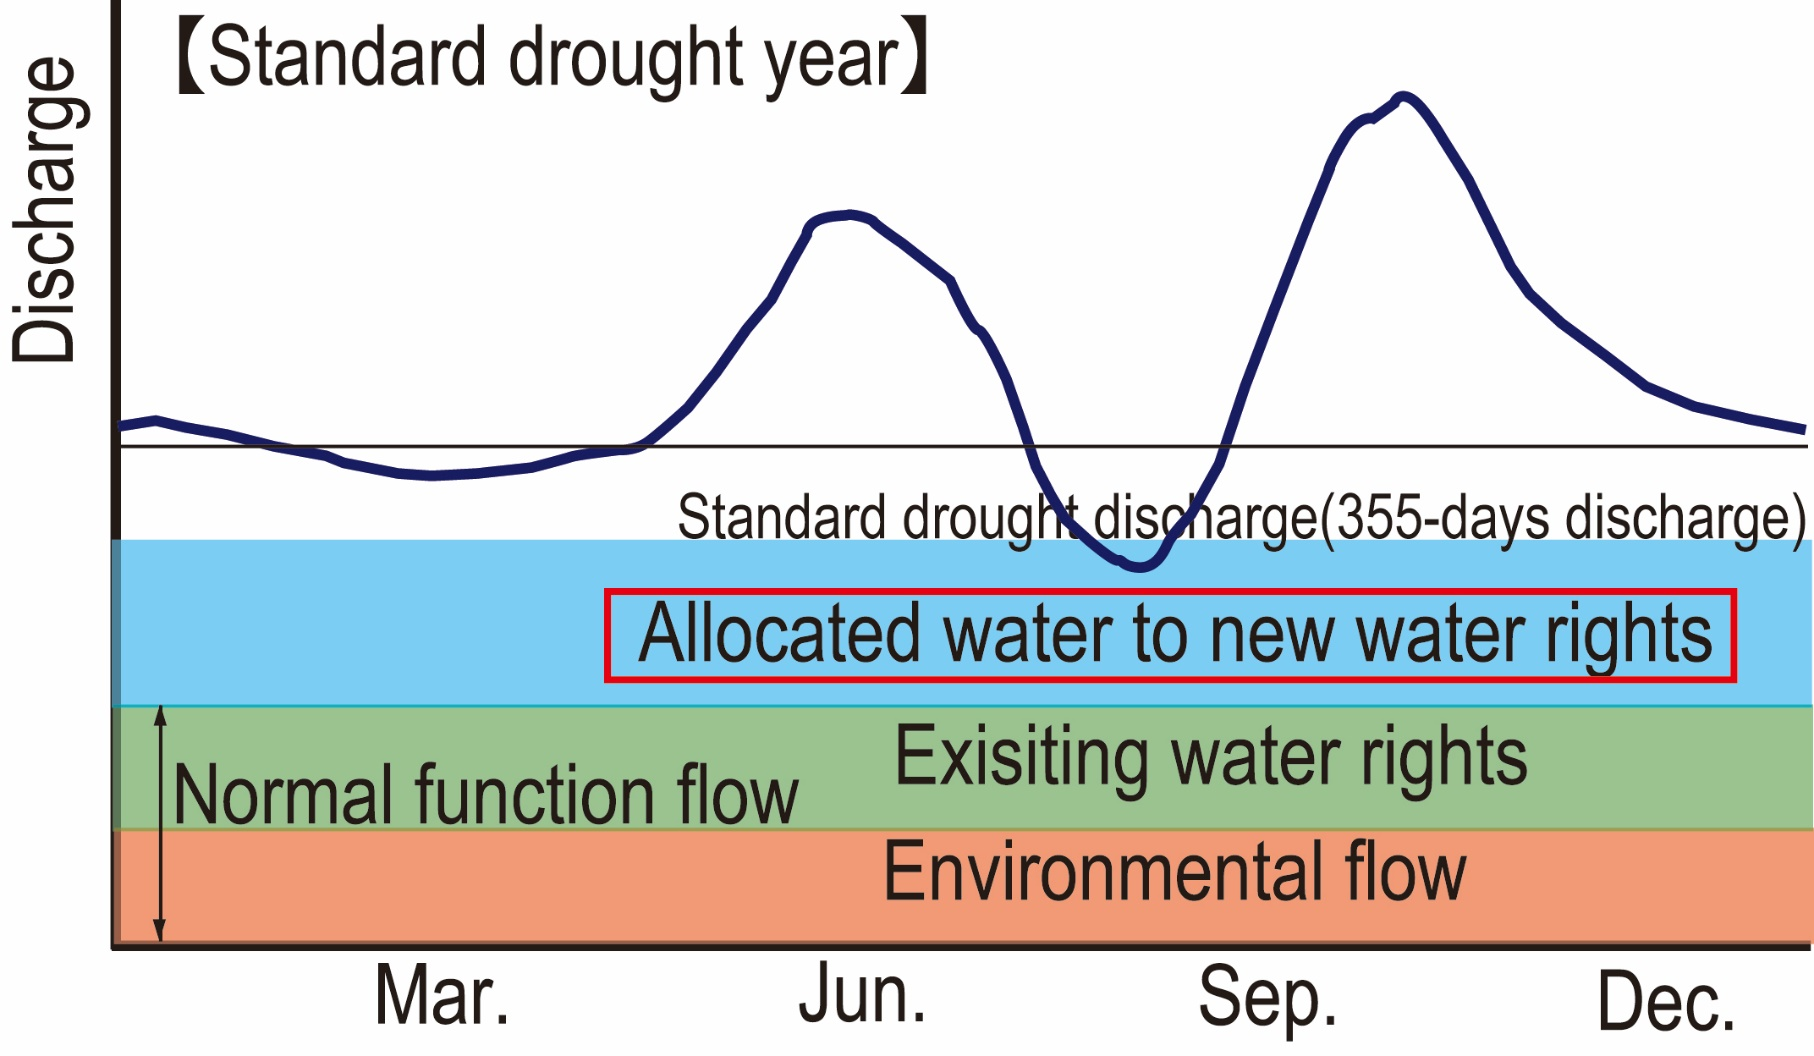 【Standard drought year】
Discharge
Standard drought discharge(355-days discharge)
Allocated water to new water rights
Exisiting water rights
Normal function flow
Environmental flow
Mar.
Jun.
Sep.
Dec.